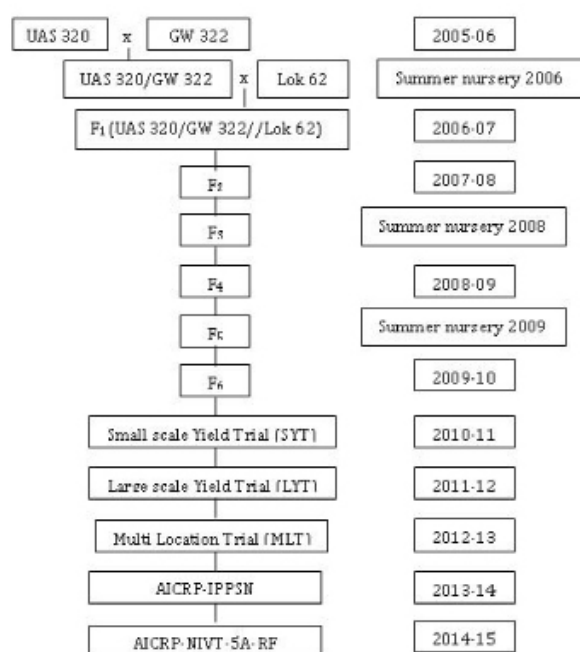 UAS 320 x GW 322 2005-06
UAS 320/GW 322 x Lok 62 Summer nursery 2006
F1 (UAS 320/GW 322//Lok 62) 2006-07
F2 2007-08
F3 Summer nursery 2008
F4 2008-09
F5 Summer nursery 2009
F6 2009-10
Small scale Yield Trial (SYT) 2010-11
Large scale Yield Trial (LYT) 2011-12
Multi Location Trial (MLT) 2012-13
AICRP-IPPSN 2013-14
AICRP-NIVT-5A-RF 2014-15